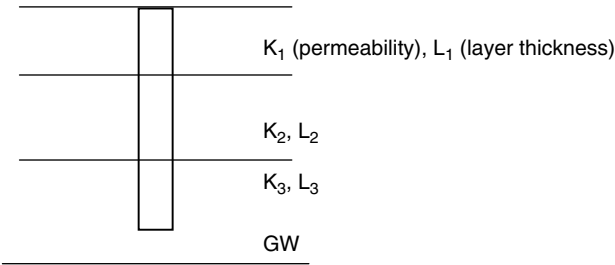 K₁ (permeability), L₁ (layer thickness)
K₂, L₂
K₃, L₃
GW